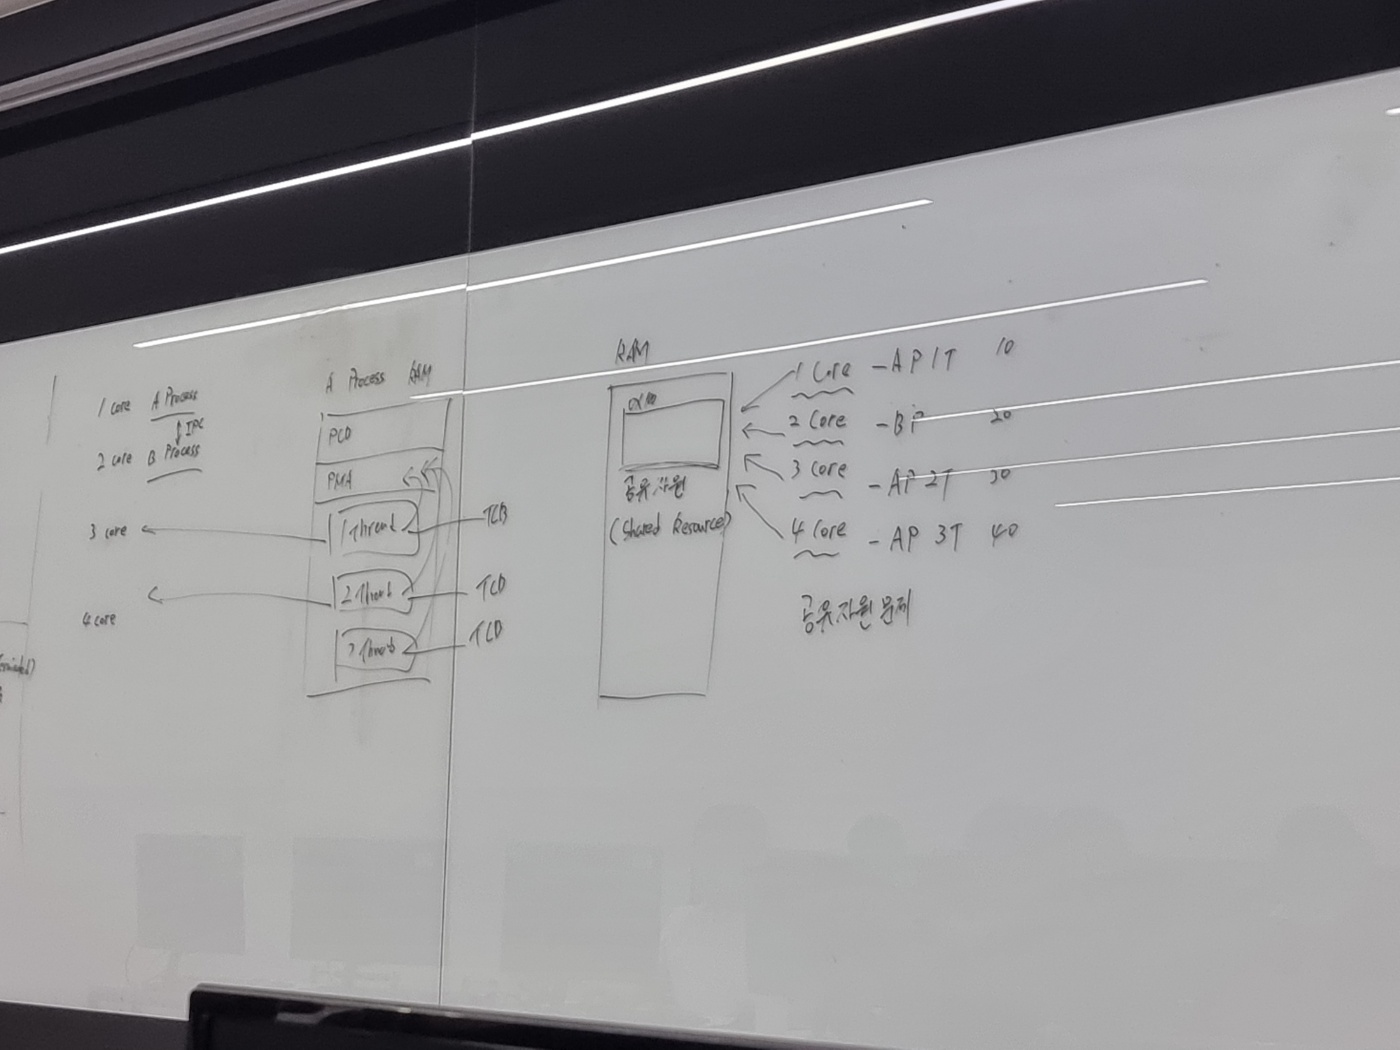 1 core A Process
IPC
2 core B Process
3 core
4 core
A Process RAM
PCB
PMA
1 Thread
TCB
2 Thread
TCB
3 Thread
TCB
RAM
공유자원
(Shared Resource)
1 Core - AP 1T 10
2 Core - BP 20
3 Core - AP 2T 30
4 Core - AP 3T 40
공유자원 문제